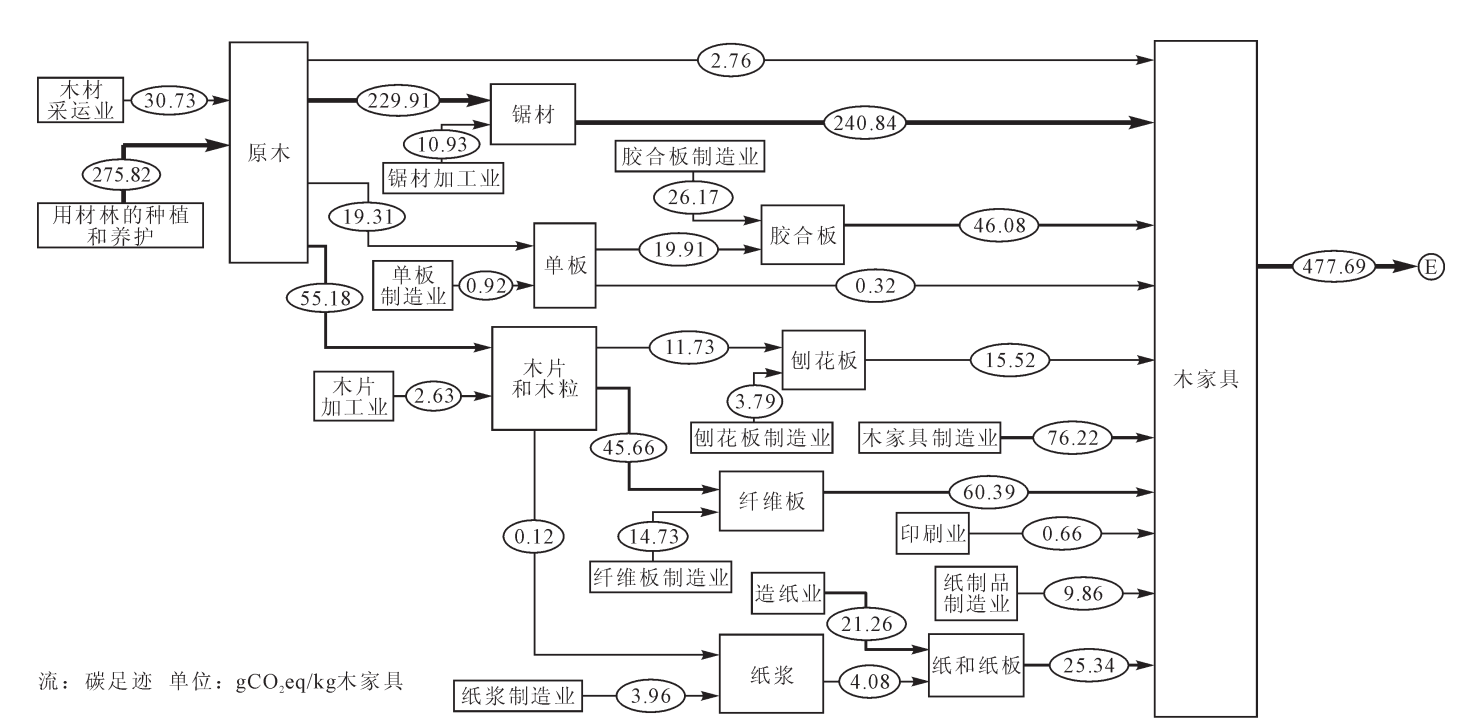 2.76
木材
采运业
30.73
229.91
锯材
240.84
原木
10.93
胶合板制造业
275.82
锯材加工业
26.17
用材林的种植
和养护
19.31
胶合板
46.08
单板
19.91
477.69
E
单板
制造业
0.92
0.32
55.18
11.73
刨花板
15.52
木片
和木粒
木家具
木片
加工业
2.63
3.79
刨花板制造业
木家具制造业
76.22
45.66
纤维板
60.39
0.12
14.73
印刷业
0.66
纤维板制造业
造纸业
纸制品
制造业
9.86
21.26
纸浆
纸和纸板
25.34
流：碳足迹 单位：gCO₂eq/kg木家具
纸浆制造业
3.96
4.08